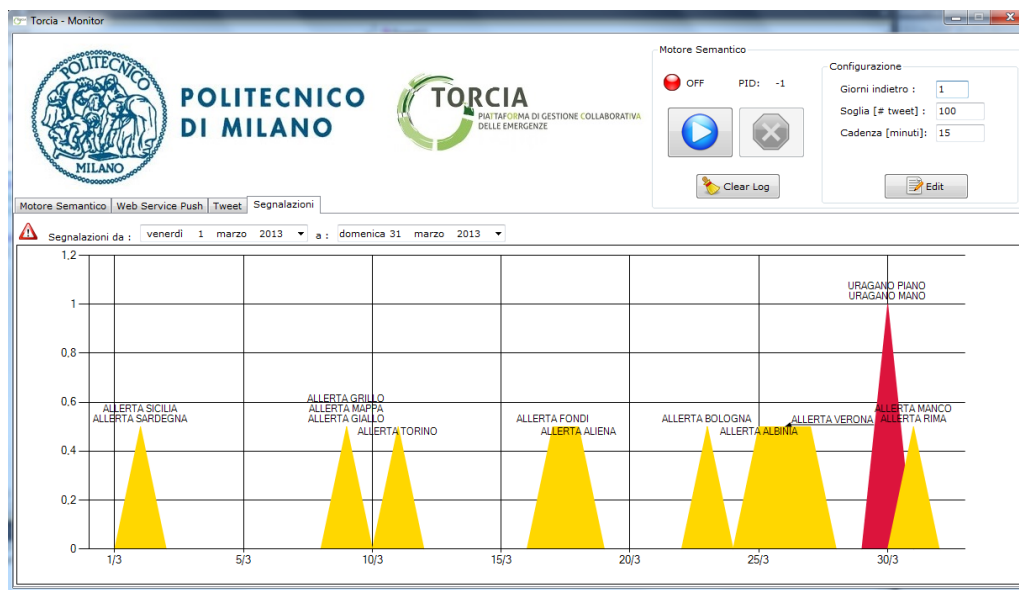 Torcia - Monitor
POLITECNICO
MILANO
POLITECNICO
DI MILANO
TORCIA
PIATTAFORMA DI GESTIONE COLLABORATIVA
DELLE EMERGENZE
Motore Semantico
OFF PID: -1
Configurazione
Giorni indietro : 1
Soglia [# tweet] : 100
Cadenza [minuti]: 15
Clear Log
Edit
Motore Semantico Web Service Push Tweet Segnalazioni
Segnalazioni da : venerdì 1 marzo 2013 a : domenica 31 marzo 2013
1,2
URAGANO PIANO
URAGANO MANO
1
0,8
0,6
ALLERTA SICILIA
ALLERTA SARDEGNA
ALLERTA GRILLO
ALLERTA MAPPA
ALLERTA GIALLO
ALLERTA TORINO
ALLERTA FONDI
ALLERTA ALIENA
ALLERTA BOLOGNA
ALLERTA ALBINIA
ALLERTA VERONA
ALLERTA MANCO
ALLERTA RIMA
0,4
0,2
0
1/3 5/3 10/3 15/3 20/3 25/3 30/3